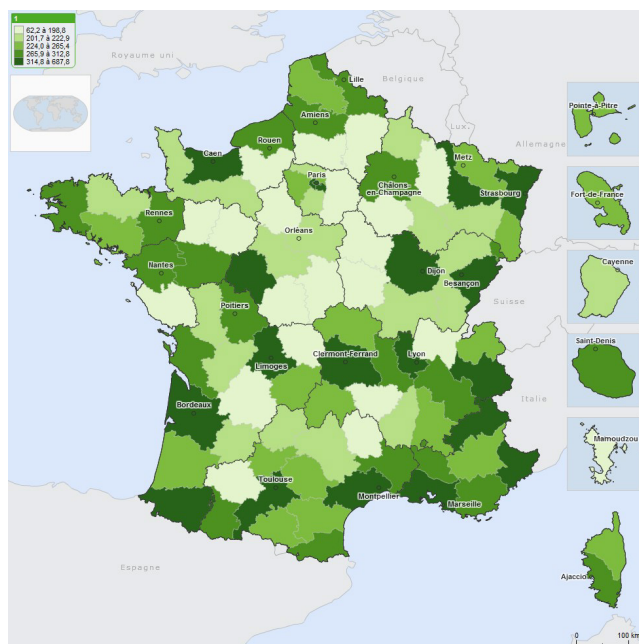 1
62,2 à 198,8
201,7 à 222,9
224,0 à 265,4
265,9 à 312,8
314,8 à 687,8
Royaume uni
Belgique
Lille
Lux.
Allemagne
Pointe-à-Pitre
Amiens
Rouen
Caen
Metz
Paris
Châlons
en-Champagne
Strasbourg
Fort-de-France
Rennes
Orléans
Cayenne
Nantes
Dijon
Besançon
Suisse
Poitiers
Saint-Denis
Limoges
Clermont-Ferrand
Lyon
Italie
Bordeaux
Mamoudzou
Toulouse
Montpellier
Marseille
Espagne
Ajaccio
0 100 km